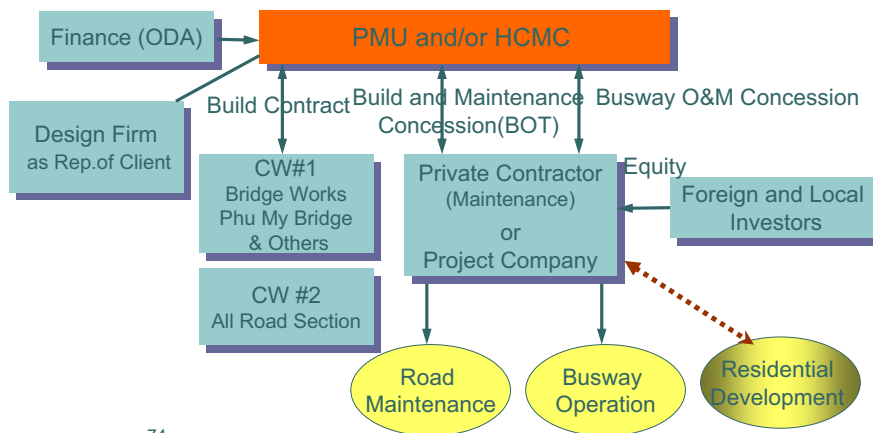 Finance (ODA)
PMU and/or HCMC
Build Contract
Build and Maintenance
Concession(BOT)
Busway O&M Concession
Design Firm
as Rep.of Client
CW#1
Bridge Works
Phu My Bridge
& Others
Private Contractor
(Maintenance)
or
Project Company
Equity
Foreign and Local
Investors
CW #2
All Road Section
Road
Maintenance
Busway
Operation
Residential
Development